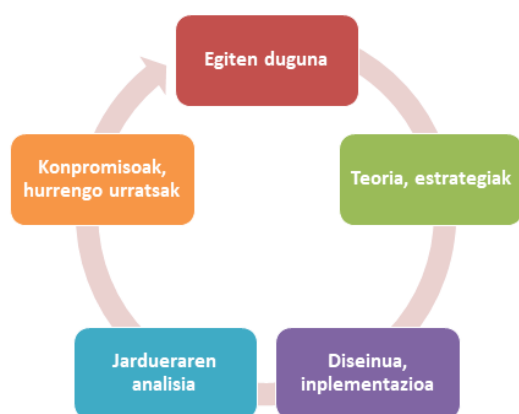 Egiten duguna
Teoria, estrategiak
Diseinua,
inplementazioa
Jardueraren
analisia
Konpromisoak,
hurrengo urratsak